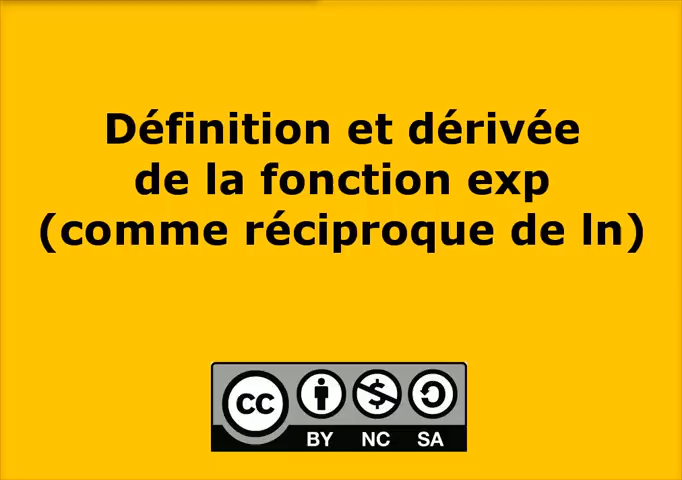 Définition et dérivée
de la fonction exp
(comme réciproque de ln)
cc
BY NC SA